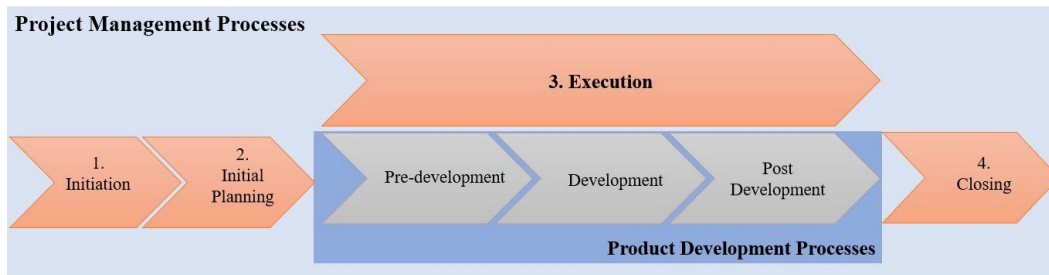 Project Management Processes
3. Execution
1.
Initiation
2.
Initial
Planning
Pre-development
Development
Post
Development
4.
Closing
Product Development Processes